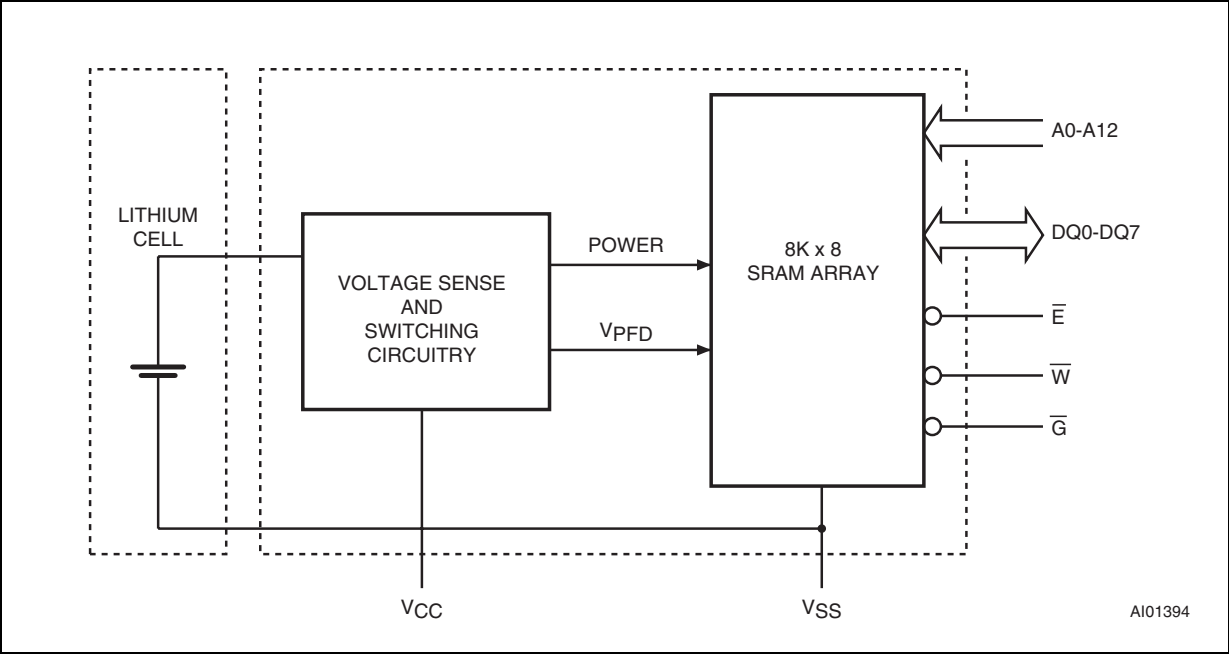 LITHIUM
CELL
VOLTAGE SENSE
AND
SWITCHING
CIRCUITRY
POWER
VPFD
8K x 8
SRAM ARRAY
A0-A12
DQ0-DQ7
E̅
W̅
G̅
VCC
VSS
AI01394